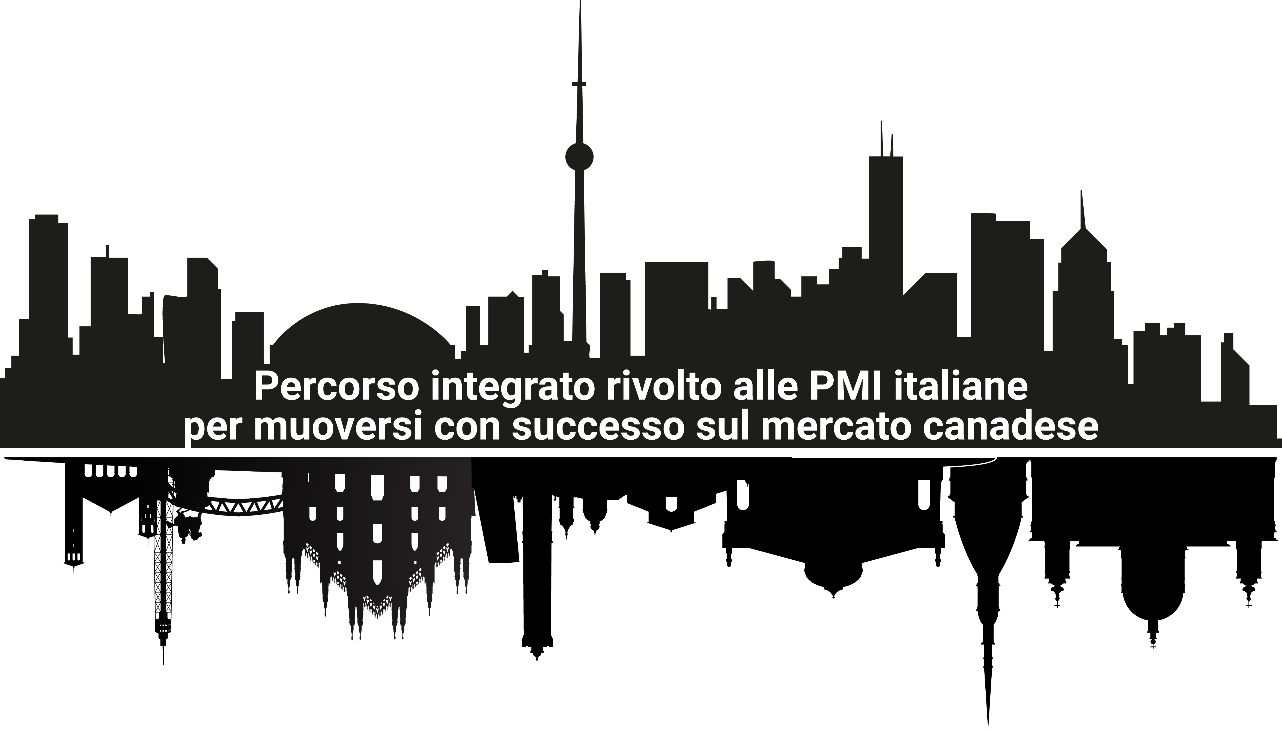 Percorso integrato rivolto alle PMI italiane
per muoversi con successo sul mercato canadese